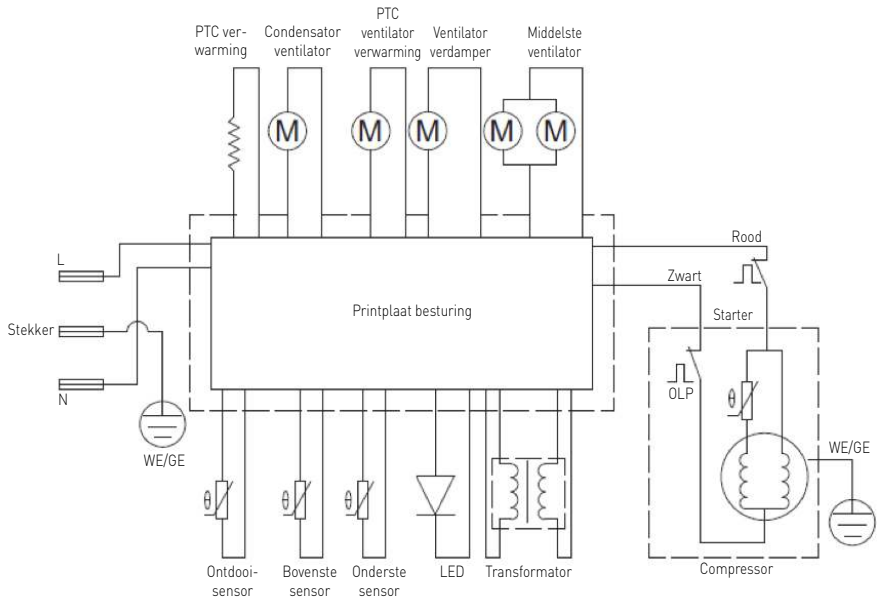 PTC ver-
warming
Condensator
ventilator
PTC
ventilator
verwarming
Ventilator
verdamper
Middelste
ventilator
M
M
M
M
M
L
Stekker
N
WE/GE
Printplaat besturing
Rood
Zwart
Starter
OLP
θ
WE/GE
Compressor
θ
θ
θ
Ontdooi-
sensor
Bovenste
sensor
Onderste
sensor
LED
Transformator